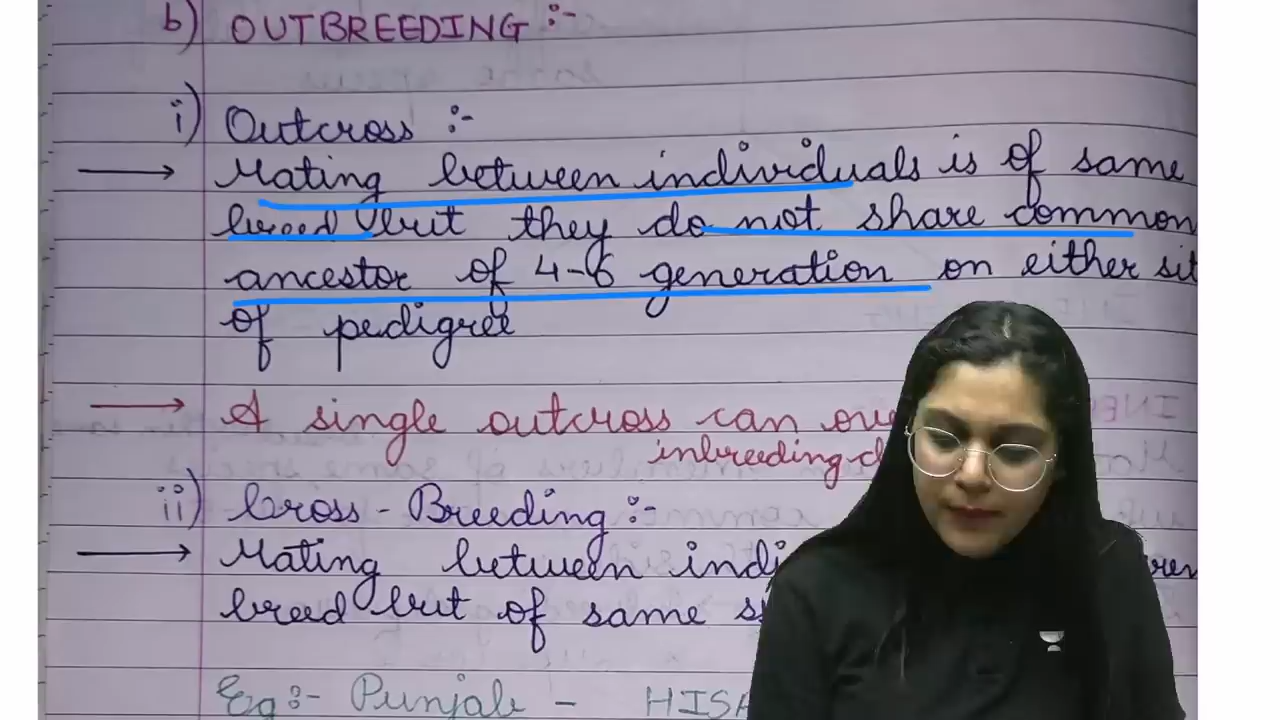 b) OUTBREEDING :-
i) Outcross :-
→ Mating between individuals is of same
breed but they do not share common
ancestor of 4-6 generation on either
of pedigree
→ A single outcross can
inbreeding
ii) Cross - Breeding :-
→ Mating between
breed but of same
Eg :- Punjab -